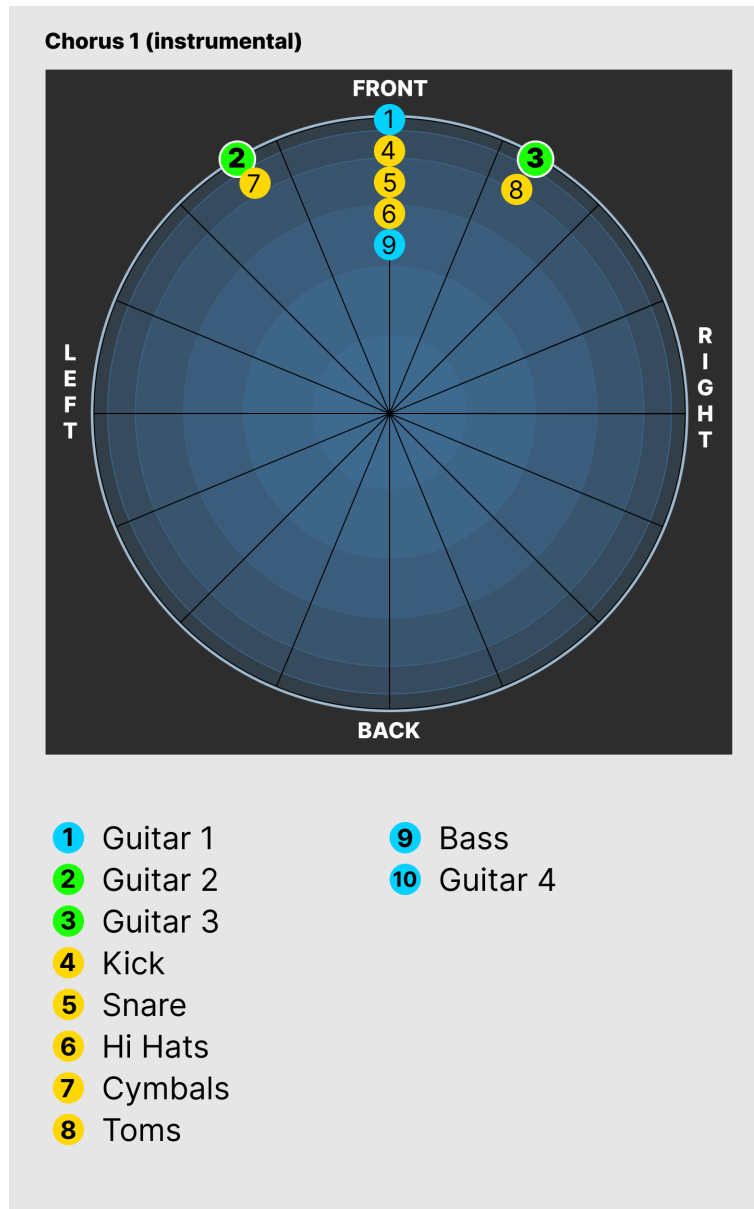 Chorus 1 (instrumental)
FRONT
1
2
3
4
7
5
8
6
9
LEFT
RIGHT
BACK
1 Guitar 1
2 Guitar 2
3 Guitar 3
4 Kick
5 Snare
6 Hi Hats
7 Cymbals
8 Toms
9 Bass
10 Guitar 4